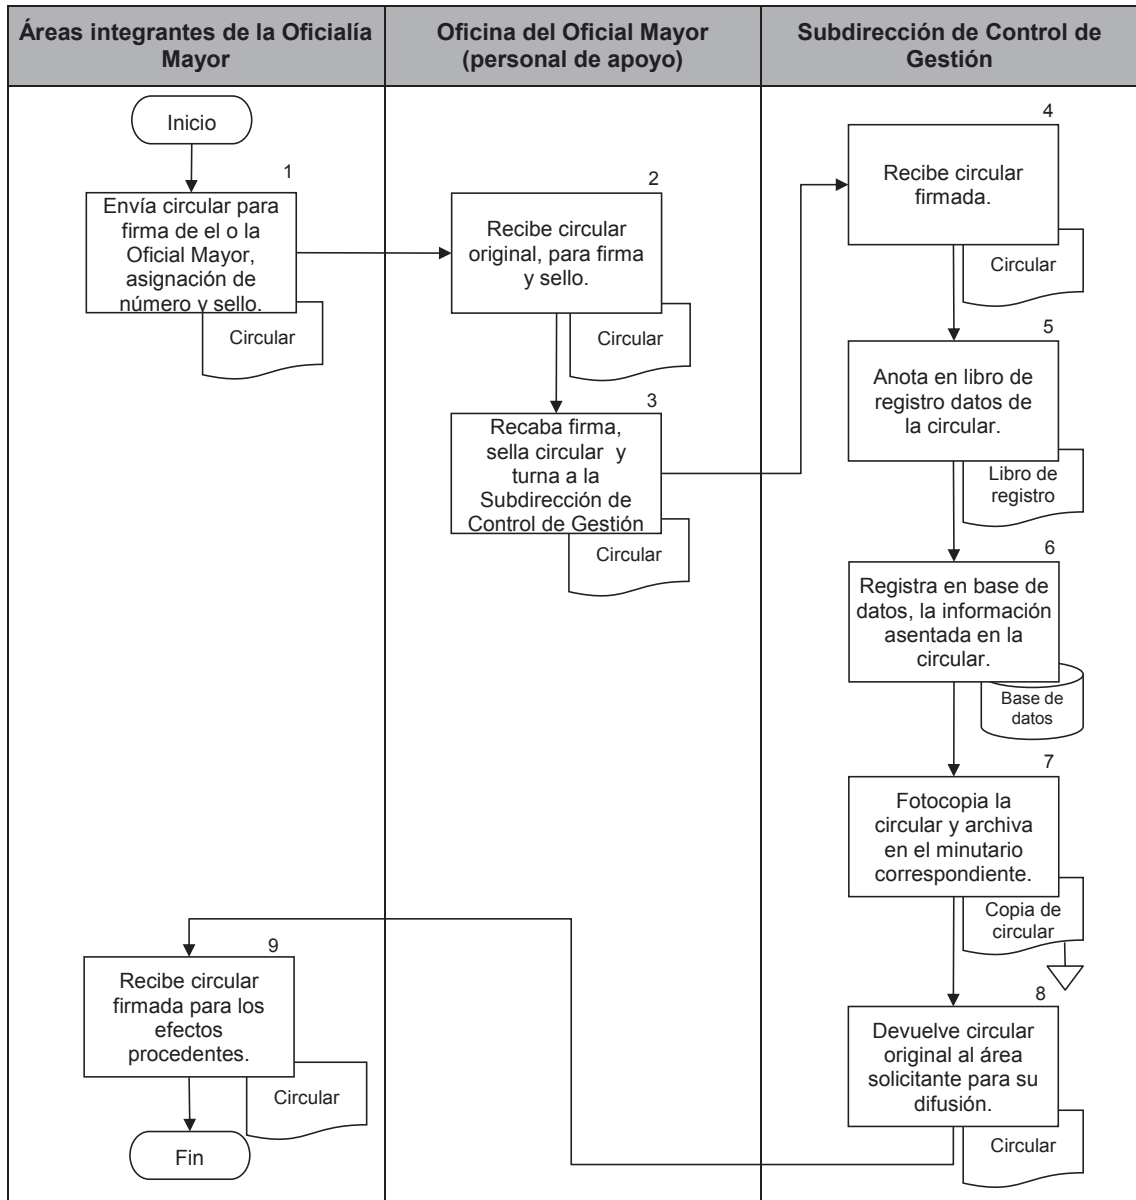 Áreas integrantes de la Oficialía
Mayor
Oficina del Oficial Mayor
(personal de apoyo)
Subdirección de Control de
Gestión
Inicio
1
Envía circular para
firma de el o la
Oficial Mayor,
asignación de
número y sello.
Circular
2
Recibe circular
original, para firma
y sello.
Circular
3
Recaba firma,
sella circular y
turna a la
Subdirección de
Control de Gestión
Circular
4
Recibe circular
firmada.
Circular
5
Anota en libro de
registro datos de
la circular.
Libro de
registro
6
Registra en base de
datos, la información
asentada en la
circular.
Base de
datos
7
Fotocopia la
circular y archiva
en el minutario
correspondiente.
Copia de
circular
8
Devuelve circular
original al área
solicitante para su
difusión.
Circular
9
Recibe circular
firmada para los
efectos
procedentes.
Circular
Fin